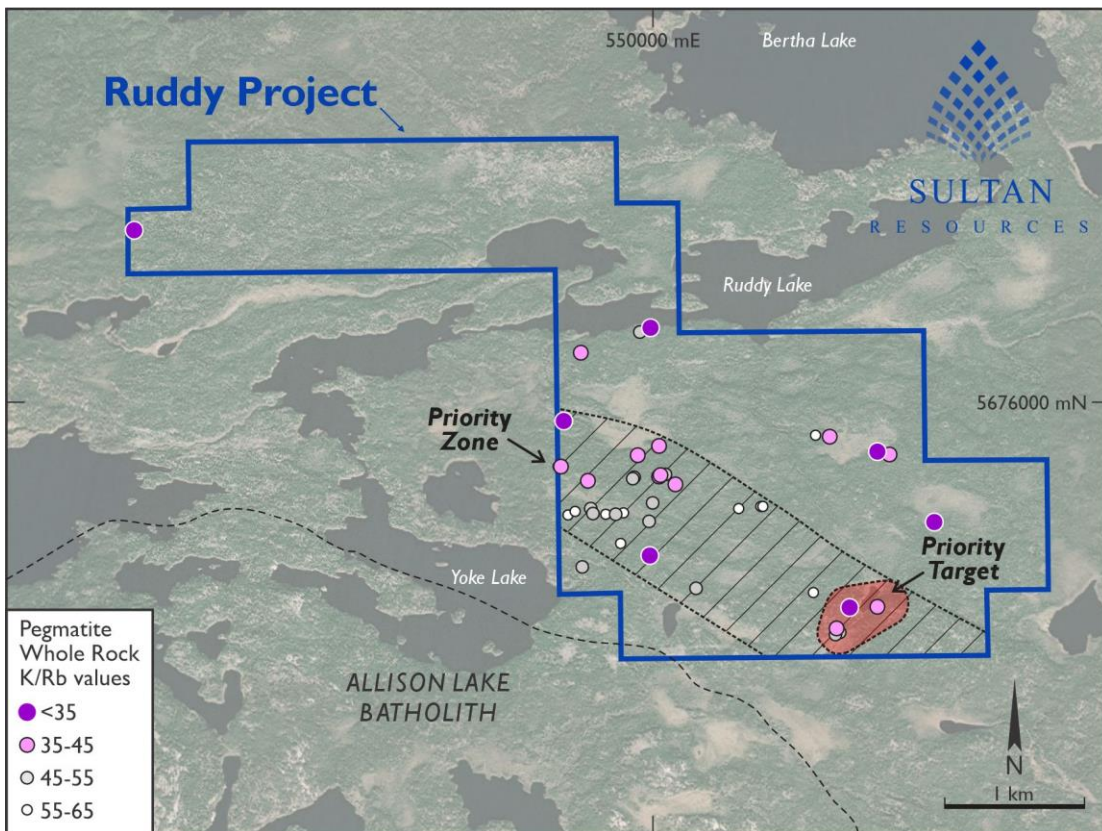 550000 mE
Bertha Lake
Ruddy Project
SULTAN
RESOURCES
Ruddy Lake
5676000 mN
Priority
Zone
Priority
Target
Yoke Lake
ALLISON LAKE
BATHOLITH
Pegmatite
Whole Rock
K/Rb values
<35
35-45
45-55
55-65
N
1 km